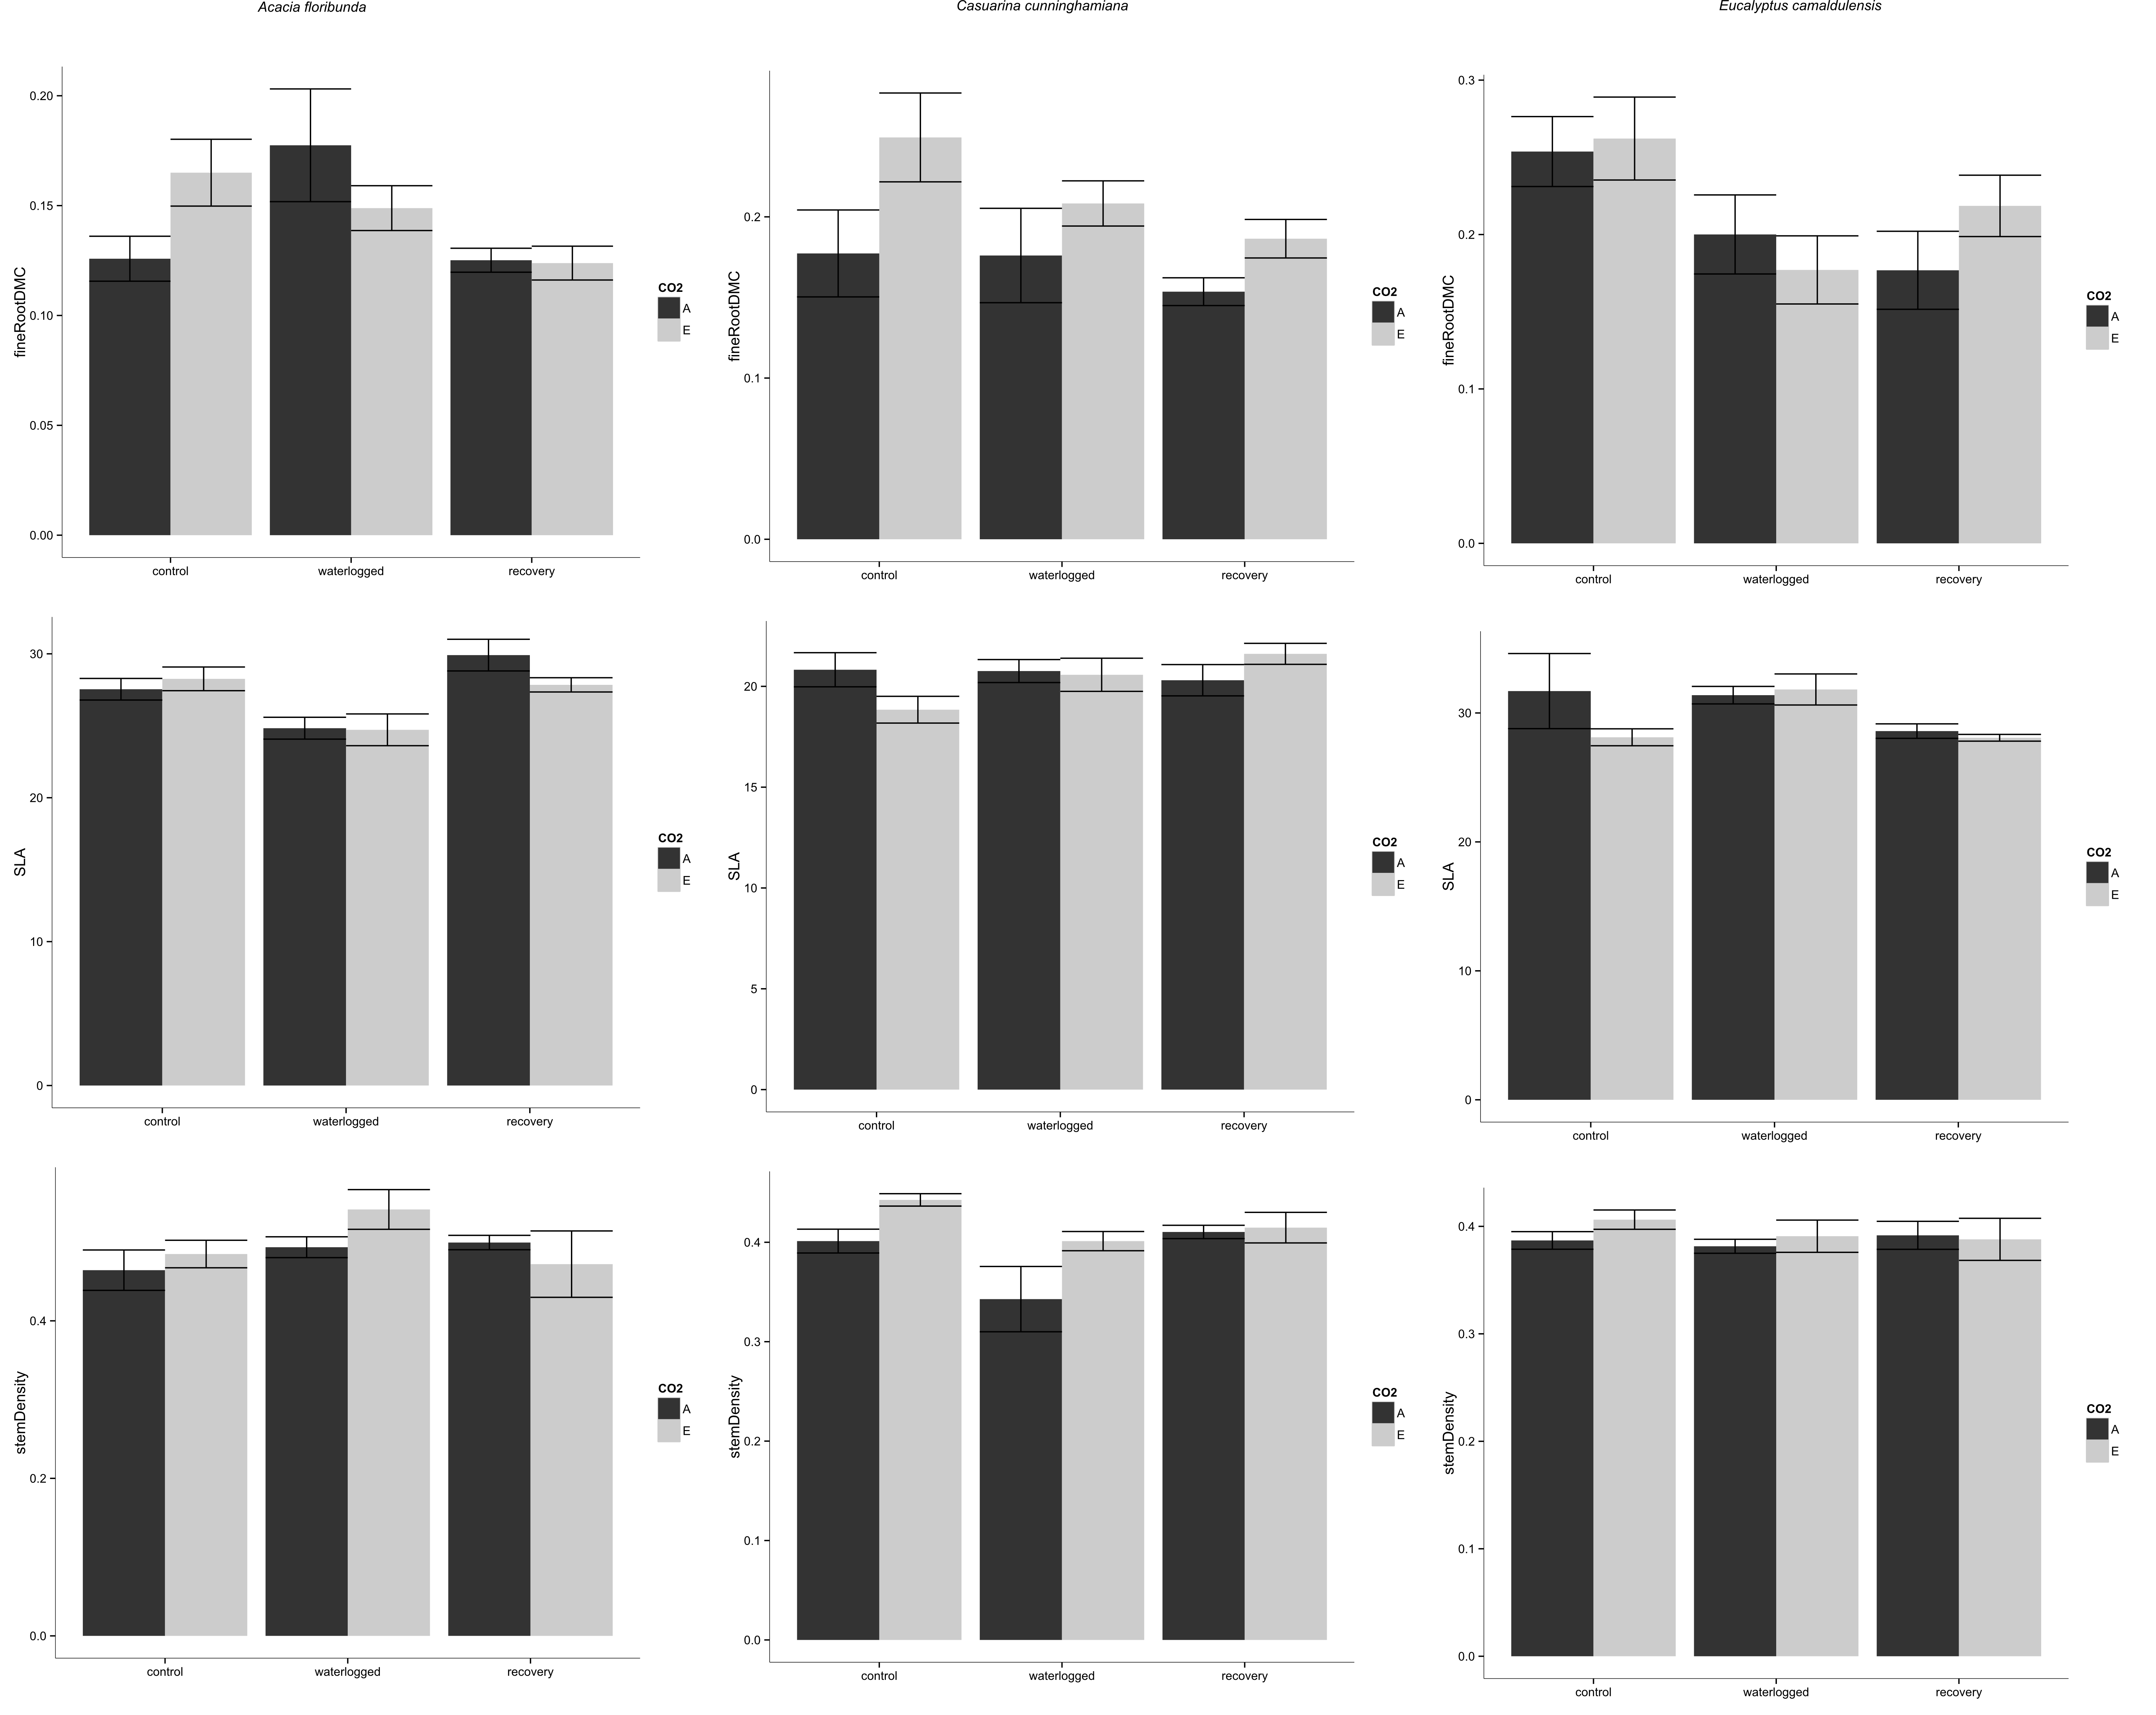 Acacia floribunda
Casuarina cunninghamiana
Eucalyptus camaldulensis
fineRootDMC
0.20
0.15
0.10
0.05
0.00
control waterlogged recovery
CO2
A
E
fineRootDMC
0.2
0.1
0.0
control waterlogged recovery
CO2
A
E
fineRootDMC
0.3
0.2
0.1
0.0
control waterlogged recovery
CO2
A
E
SLA
30
20
10
0
control waterlogged recovery
CO2
A
E
SLA
20
15
10
5
0
control waterlogged recovery
CO2
A
E
SLA
30
20
10
0
control waterlogged recovery
CO2
A
E
stemDensity
0.4
0.2
0.0
control waterlogged recovery
CO2
A
E
stemDensity
0.4
0.3
0.2
0.1
0.0
control waterlogged recovery
CO2
A
E
stemDensity
0.4
0.3
0.2
0.1
0.0
control waterlogged recovery
CO2
A
E